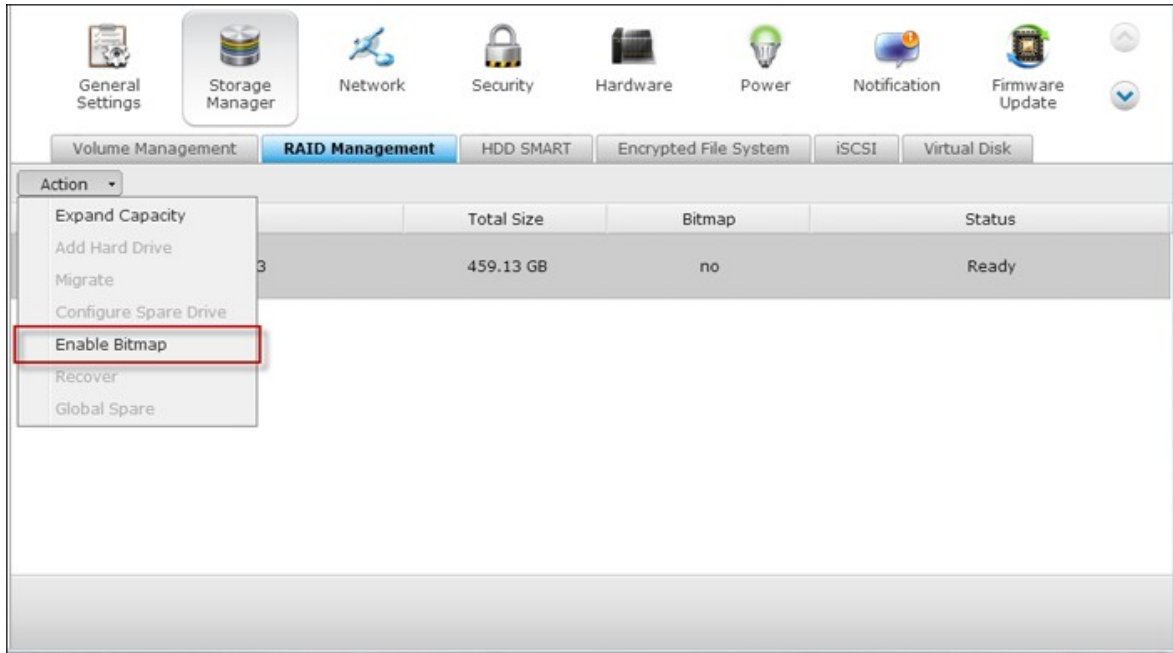 General
Settings
Storage
Manager
Network
Security
Hardware
Power
Notification
Firmware
Update
Volume Management
RAID Management
HDD SMART
Encrypted File System
iSCSI
Virtual Disk
Action
Expand Capacity
Add Hard Drive
Migrate
Configure Spare Drive
Enable Bitmap
Recover
Global Spare
Total Size
Bitmap
Status
3
459.13 GB
no
Ready